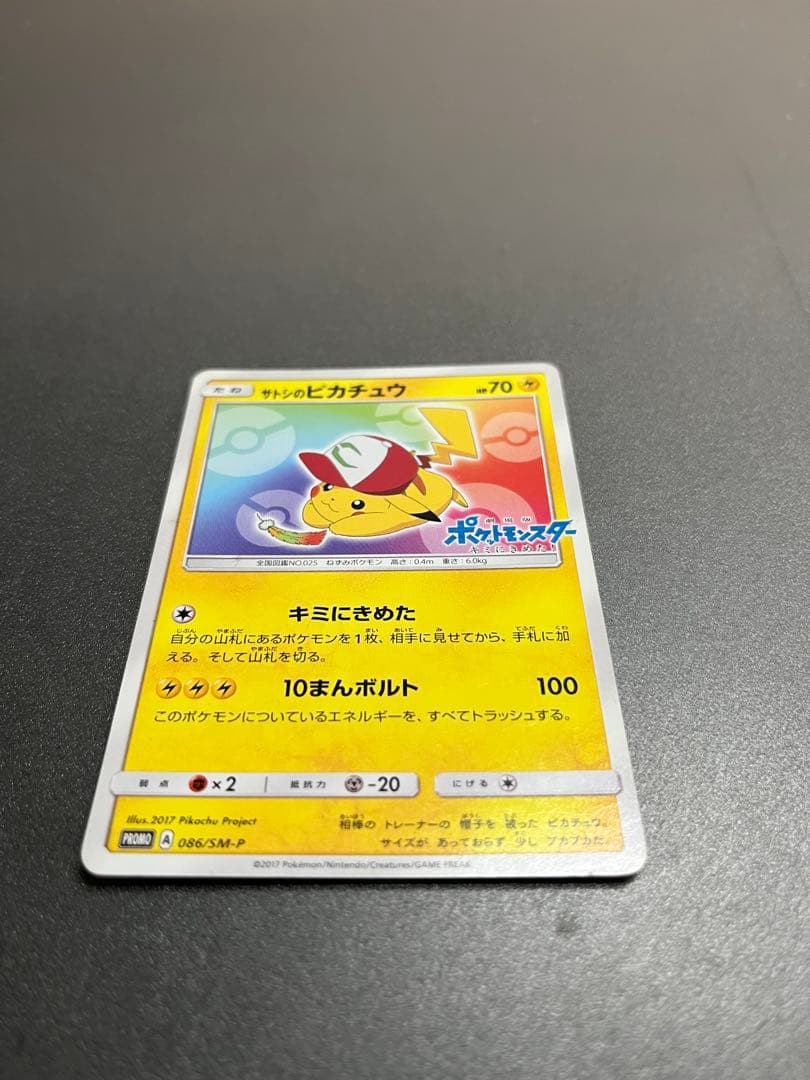 たね サトシのピカチュウ HP70
劇場版
ポケットモンスター
キミにきめた!
全国図鑑NO.025 ねずみポケモン 高さ:0.4m 重さ:6.0kg
キミにきめた
自分の山札にあるポケモンを1枚、相手に見せてから、手札に加
える。そして山札を切る。
10まんボルト 100
このポケモンについているエネルギーを、すべてトラッシュする。
弱点 ×2 抵抗力 -20 にげる
Illus.2017 Pikachu Project
相棒の トレーナーの 帽子を 被った ピカチュウ。
サイズが あっておらず 少し ブカブカだ。
PROMO A 086/SM-P
©2017 Pokémon/Nintendo/Creatures/GAME FREAK.